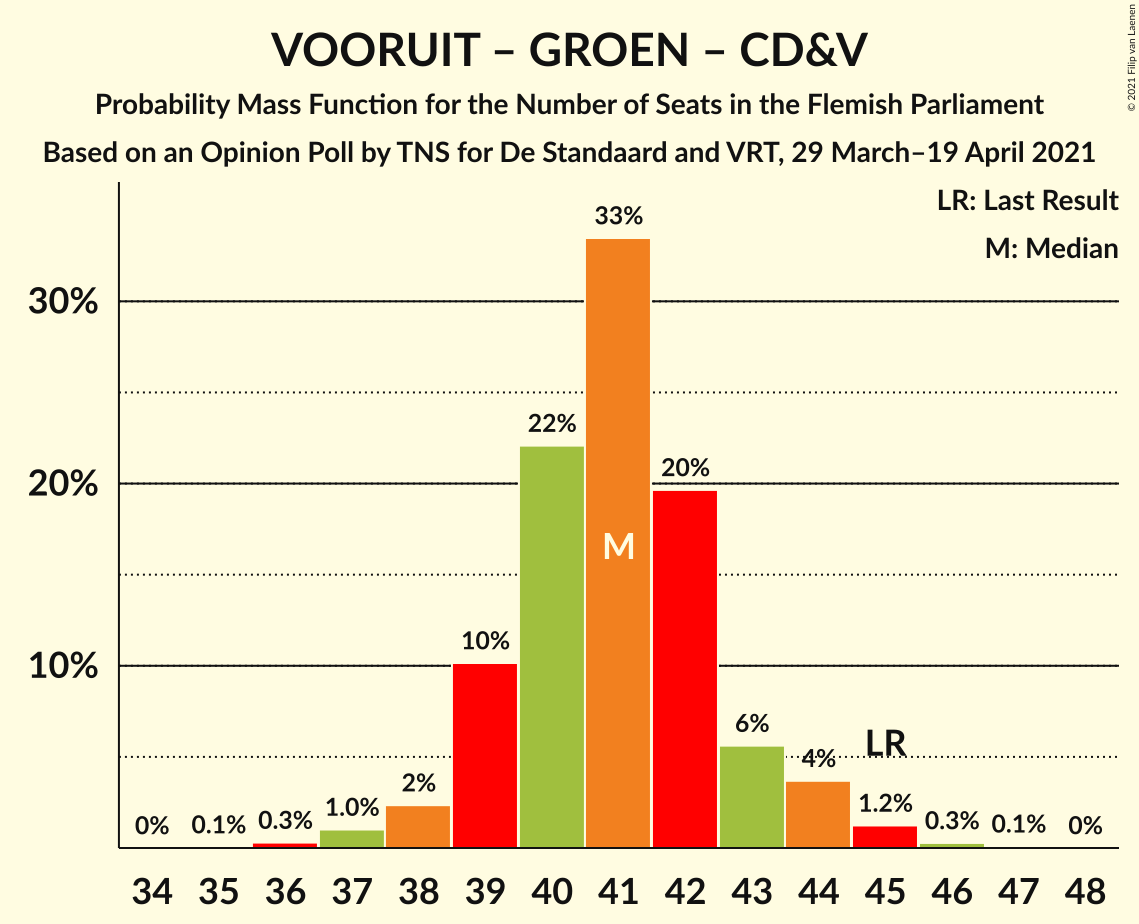 VOORUIT – GROEN – CD&V
Probability Mass Function for the Number of Seats in the Flemish Parliament
Based on an Opinion Poll by TNS for De Standaard and VRT, 29 March–19 April 2021
© 2021 Filip van Laenen
LR: Last Result
M: Median
30%
20%
10%
0%
0.1%
0.3%
1.0%
2%
10%
22%
33%
20%
6%
4%
1.2%
0.3%
0.1%
0%
M
LR
34 35 36 37 38 39 40 41 42 43 44 45 46 47 48